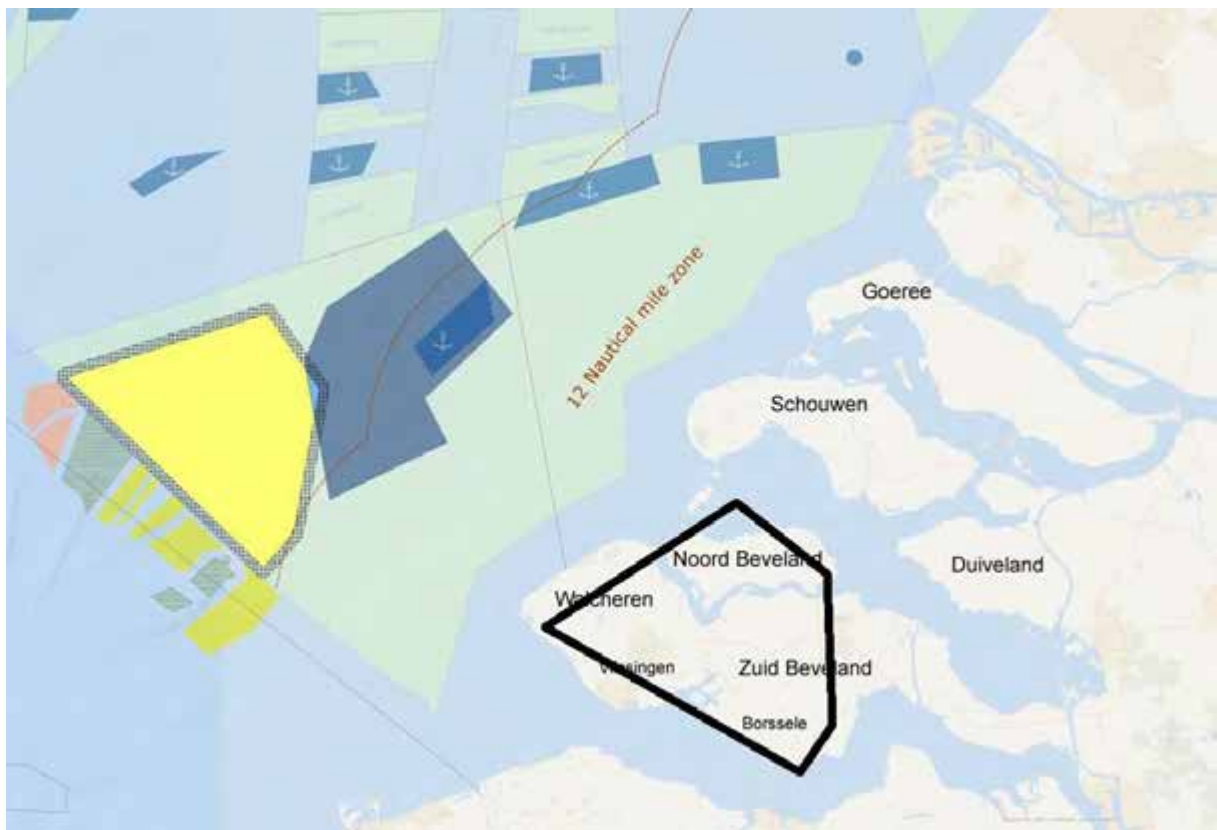 12 Nautical mile zone
Goeree
Schouwen
Noord Beveland
Duiveland
Walcheren
Vlissingen
Zuid Beveland
Borssele